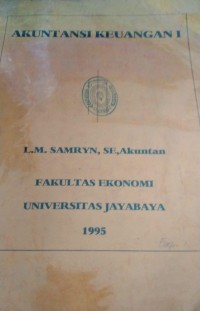 AKUNTANSI KEUANGAN I
L.M. SAMRYN, SE,Akuntan
FAKULTAS EKONOMI
UNIVERSITAS JAYABAYA
1995